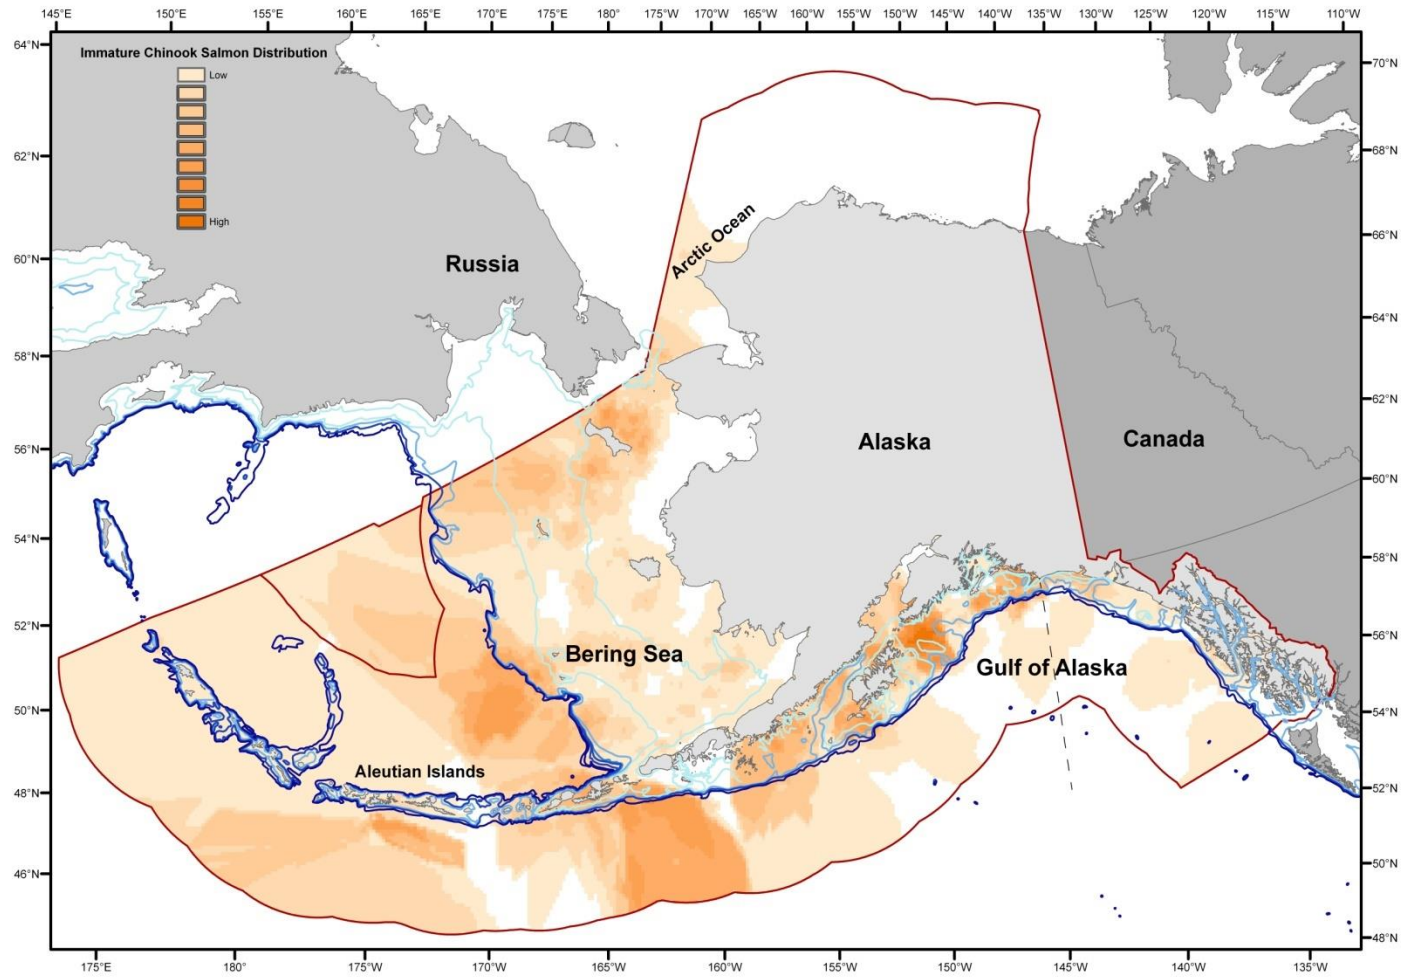 145°E 150°E 155°E 160°E 165°E 170°E 175°E 180° 175°W 170°W 165°W 160°W 155°W 150°W 145°W 140°W 135°W 130°W 125°W 120°W 115°W 110°W
64°N
Immature Chinook Salmon Distribution
70°N
Low
62°N
68°N
High
Arctic Ocean
66°N
60°N
Russia
64°N
58°N
62°N
Alaska
Canada
56°N
60°N
54°N
58°N
52°N
56°N
Bering Sea
Gulf of Alaska
50°N
54°N
Aleutian Islands
48°N
52°N
46°N
50°N
48°N
175°E 180° 175°W 170°W 165°W 160°W 155°W 150°W 145°W 140°W 135°W